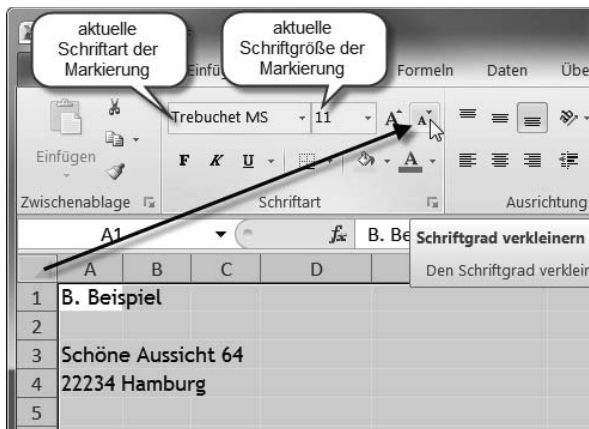 aktuelle
Schriftart der
Markierung
aktuelle
Schriftgröße der
Markierung
Formeln Daten
Trebuchet MS 11 A A
Einfügen F K U A
Zwischenablage Schriftart Ausrichtung
A1 fx B. Be
Schriftgrad verkleinern
Den Schriftgrad
A B C D
1 B. Beispiel
2
3 Schöne Aussicht 64
4 22234 Hamburg
5